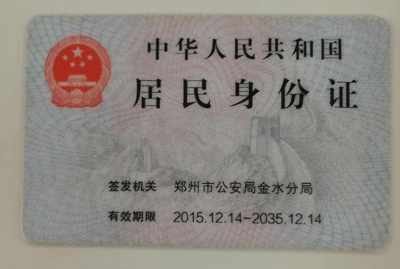 中华人民共和国
居民身份证
签发机关 郑州市公安局金水分局
有效期限 2015.12.14-2035.12.14